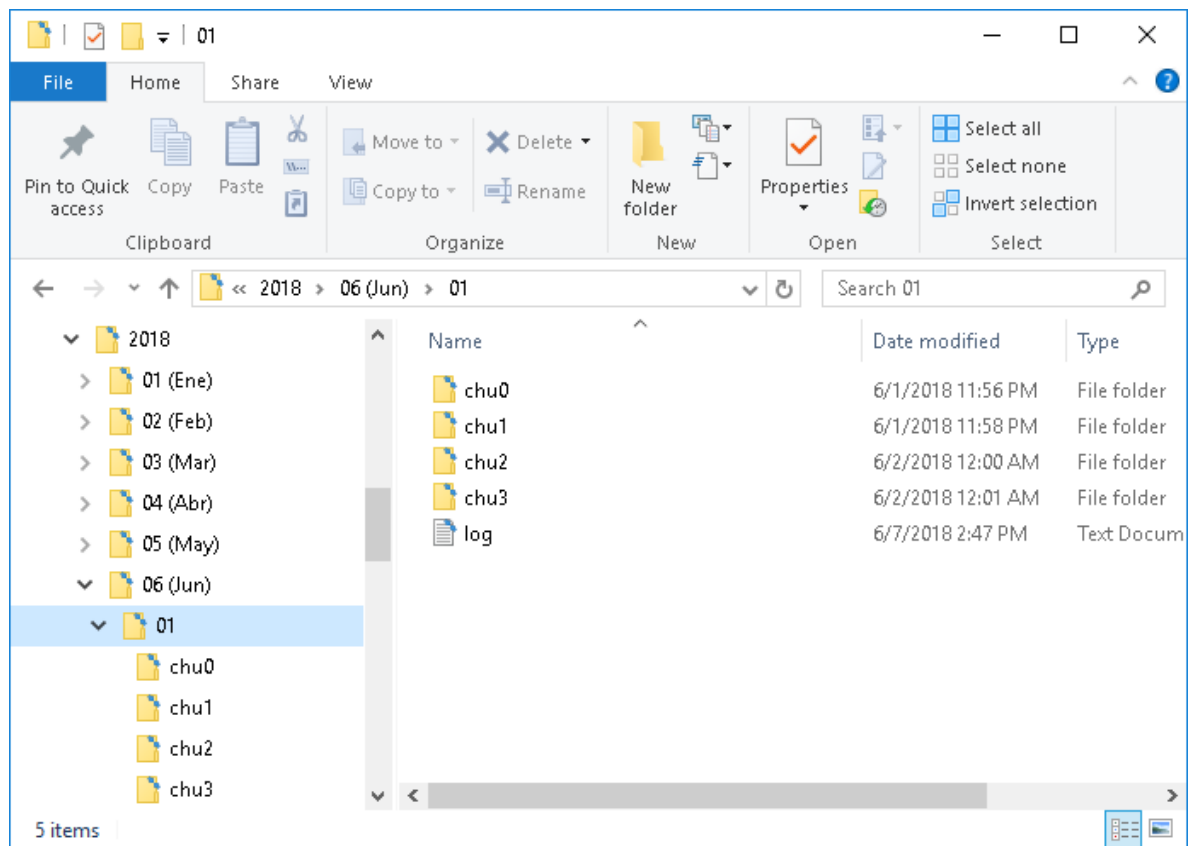 01
File Home Share View
Pin to Quick access Copy Paste
Move to Delete
Copy to Rename
New folder
Properties
Select all
Select none
Invert selection
Clipboard Organize New Open Select
« 2018 > 06 (Jun) > 01
Search 01
2018
01 (Ene)
02 (Feb)
03 (Mar)
04 (Abr)
05 (May)
06 (Jun)
01
chu0
chu1
chu2
chu3
Name Date modified Type
chu0 6/1/2018 11:56 PM File folder
chu1 6/1/2018 11:58 PM File folder
chu2 6/2/2018 12:00 AM File folder
chu3 6/2/2018 12:01 AM File folder
log 6/7/2018 2:47 PM Text Docum
5 items